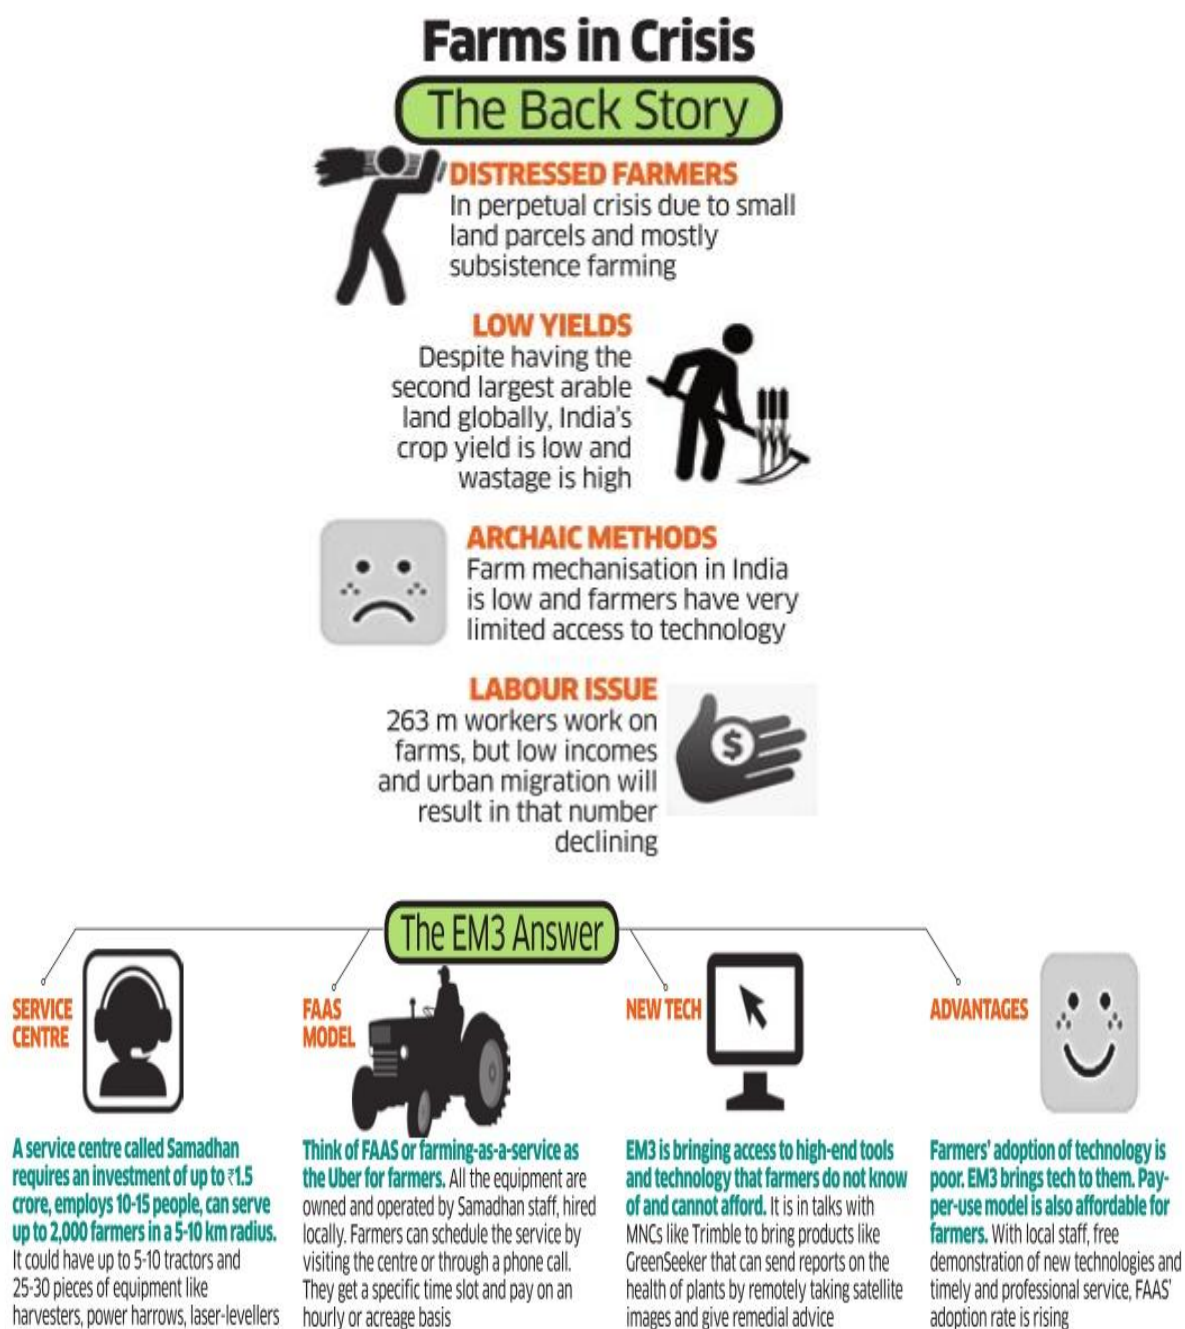 Farms in Crisis
The Back Story
DISTRESSED FARMERS
In perpetual crisis due to small
land parcels and mostly
subsistence farming
LOW YIELDS
Despite having the
second largest arable
land globally, India's
crop yield is low and
wastage is high
ARCHAIC METHODS
Farm mechanisation in India
is low and farmers have very
limited access to technology
LABOUR ISSUE
263 m workers work on
farms, but low incomes
and urban migration will
result in that number
declining
$
The EM3 Answer
SERVICE
CENTRE
A service centre called Samadhan
requires an investment of up to ₹1.5
crore, employs 10-15 people, can serve
up to 2,000 farmers in a 5-10 km radius.
It could have up to 5-10 tractors and
25-30 pieces of equipment like
harvesters, power harrows, laser-levellers
FAAS
MODEL
Think of FAAS or farming-as-a-service as
the Uber for farmers. All the equipment are
owned and operated by Samadhan staff, hired
locally. Farmers can schedule the service by
visiting the centre or through a phone call.
They get a specific time slot and pay on an
hourly or acreage basis
NEW TECH
EM3 is bringing access to high-end tools
and technology that farmers do not know
of and cannot afford. It is in talks with
MNCs like Trimble to bring products like
GreenSeeker that can send reports on the
health of plants by remotely taking satellite
images and give remedial advice
ADVANTAGES
Farmers' adoption of technology is
poor. EM3 brings tech to them. Pay-
per-use model is also affordable for
farmers. With local staff, free
demonstration of new technologies and
timely and professional service, FAAS'
adoption rate is rising